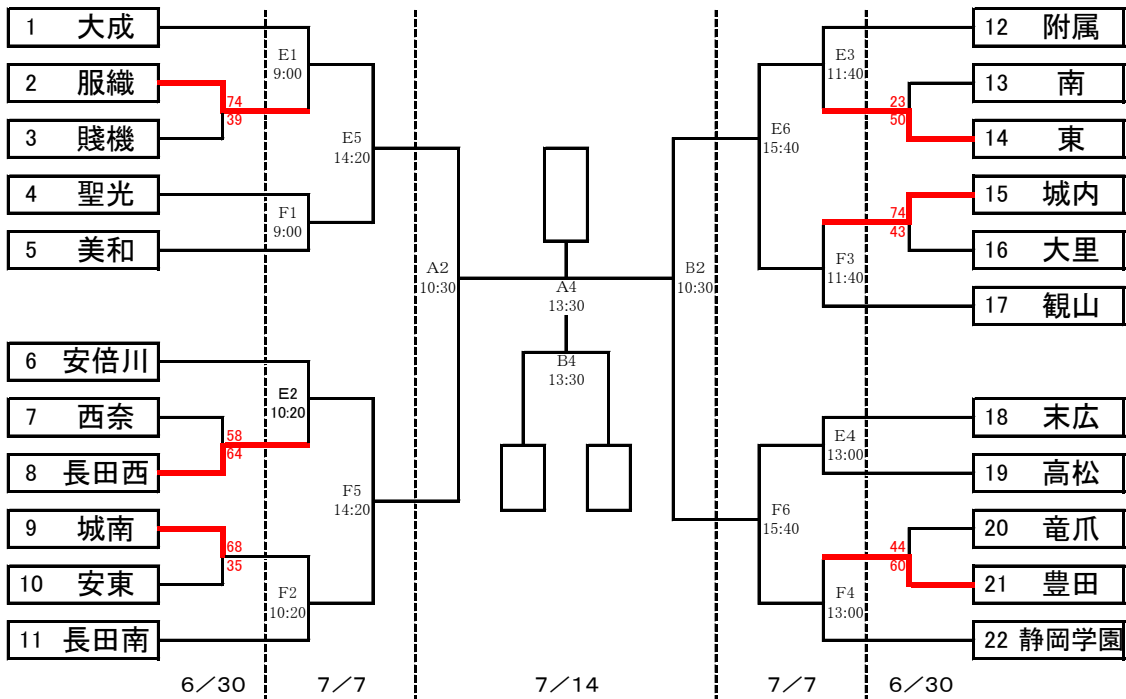 1 大成
2 服織
3 賤機
4 聖光
5 美和
6 安倍川
7 西奈
8 長田西
9 城南
10 安東
11 長田南
74
39
58
64
68
35
E1
9:00
F1
9:00
E2
10:20
F2
10:20
E5
14:20
F5
14:20
A2
10:30
A4
13:30
B4
13:30
B2
10:30
E6
15:40
F6
15:40
E3
11:40
F3
11:40
E4
13:00
F4
13:00
23
50
74
43
44
60
12 附属
13 南
14 東
15 城内
16 大里
17 観山
18 末広
19 高松
20 竜爪
21 豊田
22 静岡学園
6/30
7/7
7/14
7/7
6/30